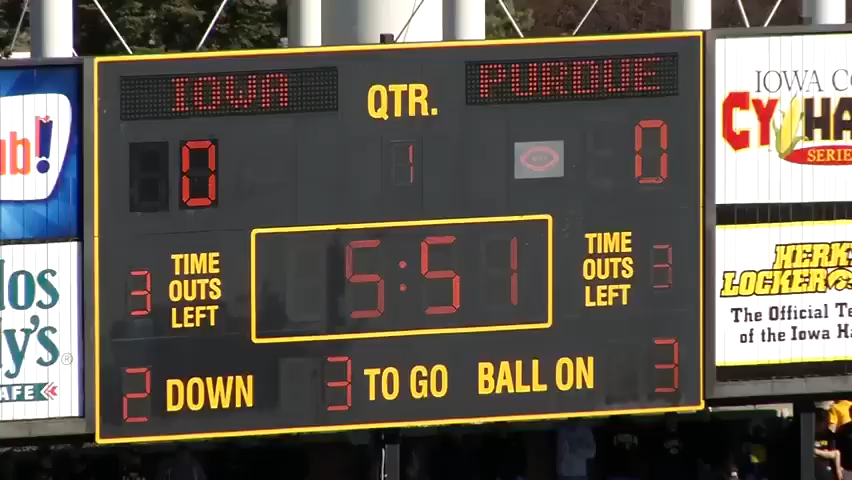 IOWA
QTR.
PURDUE
0
1
0
3
TIME
OUTS
LEFT
5:51
TIME
OUTS
LEFT
3
2 DOWN
3 TO GO
BALL ON
3
ub!
los
y's
®
AFE
IOWA CO
CY HA
SERIE
HERK
LOCKER
The Official Te
of the Iowa Ha